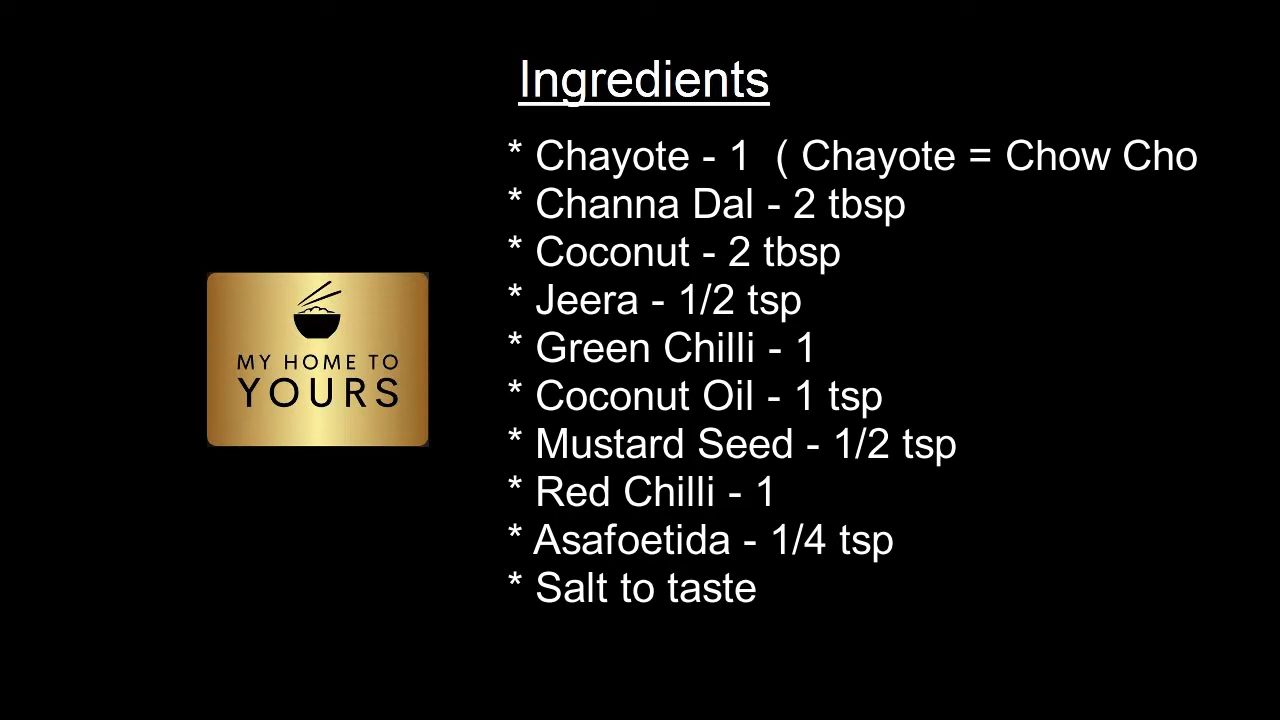 Ingredients
* Chayote - 1 ( Chayote = Chow Cho
* Channa Dal - 2 tbsp
* Coconut - 2 tbsp
* Jeera - 1/2 tsp
* Green Chilli - 1
* Coconut Oil - 1 tsp
* Mustard Seed - 1/2 tsp
* Red Chilli - 1
* Asafoetida - 1/4 tsp
* Salt to taste
MY HOME TO
YOURS